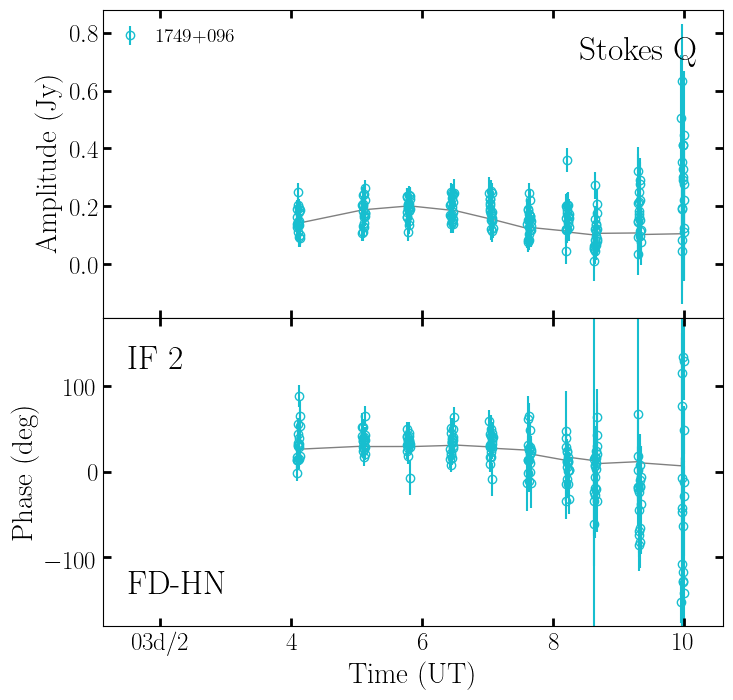 1749+096
Stokes Q
0.8
0.6
0.4
0.2
0.0
Amplitude (Jy)
IF 2
100
0
−100
Phase (deg)
FD-HN
03d/2 4 6 8 10
Time (UT)